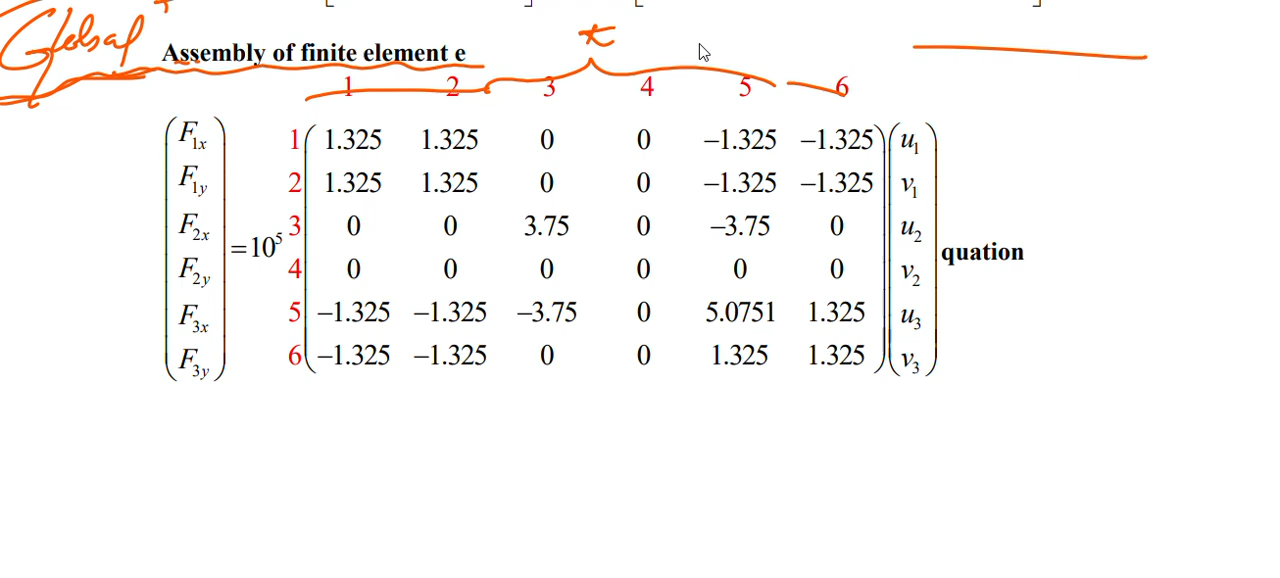 Global
Assembly of finite element e
1 2 3 4 5 6
F1x 1 1.325 1.325 0 0 –1.325 –1.325 u1
F1y 2 1.325 1.325 0 0 –1.325 –1.325 v1
F2x 3 0 0 3.75 0 –3.75 0 u2
=10^5 quation
F2y 4 0 0 0 0 0 0 v2
F3x 5 –1.325 –1.325 –3.75 0 5.0751 1.325 u3
F3y 6 –1.325 –1.325 0 0 1.325 1.325 v3